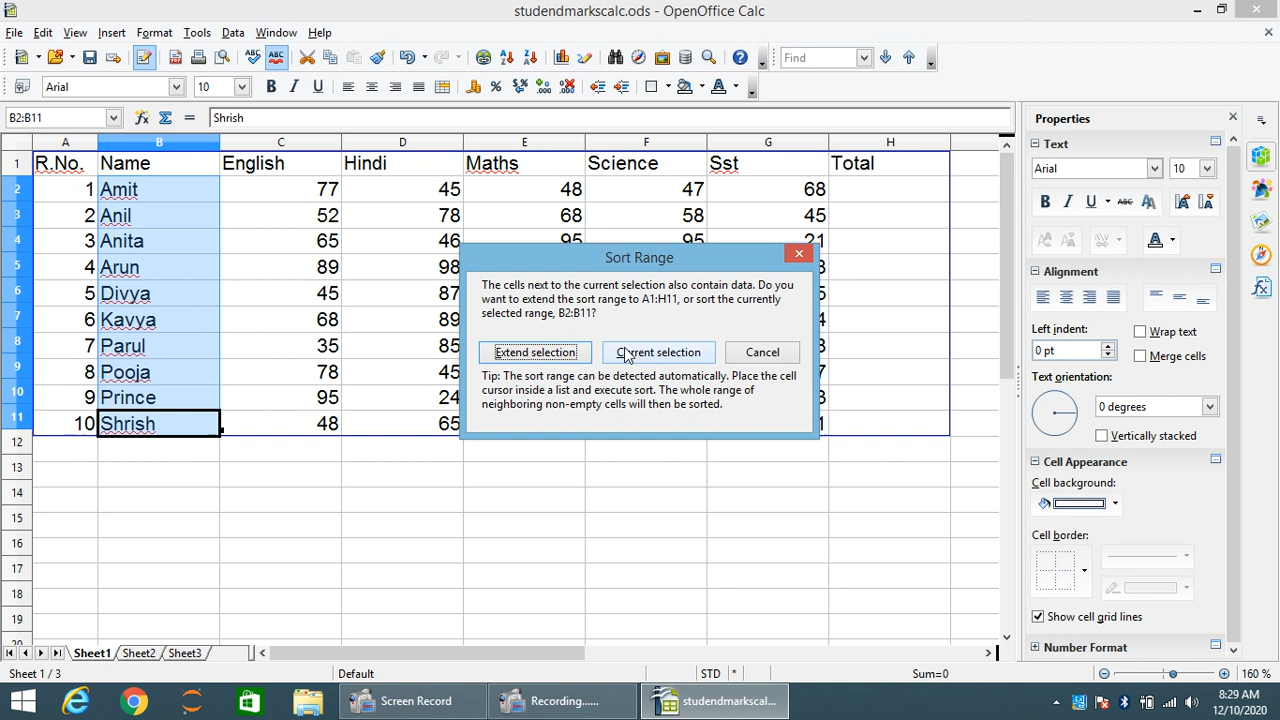 studendmarkscalc.ods - OpenOffice Calc
File Edit View Insert Format Tools Data Window Help
Find
Arial 10
B2:B11 Shrish
A B C D E F G H
1 R.No. Name English Hindi Maths Science Sst Total
2 1 Amit 77 45 48 47 68
3 2 Anil 52 78 68 58 45
4 3 Anita 65 46 95 95 21
5 4 Arun 89 98
6 5 Divya 45 87
7 6 Kavya 68 89
8 7 Parul 35 85
9 8 Pooja 78 45
10 9 Prince 95 24
11 10 Shrish 48 65
12
13
14
15
16
17
18
19
20
Sort Range
The cells next to the current selection also contain data. Do you
want to extend the sort range to A1:H11, or sort the currently
selected range, B2:B11?
Extend selection Current selection Cancel
Tip: The sort range can be detected automatically. Place the cell
cursor inside a list and execute sort. The whole range of
neighboring non-empty cells will then be sorted.
Properties
Text
Arial 10
Alignment
Left indent: Wrap text
0 pt Merge cells
Text orientation:
0 degrees
Vertically stacked
Cell Appearance
Cell background:
Cell border:
Show cell grid lines
Number Format
Sheet1 Sheet2 Sheet3
Sheet 1 / 3 Default STD * Sum=0 160 %
Screen Record Recording...... studendmarkscalc... 8:29 AM
12/10/2020